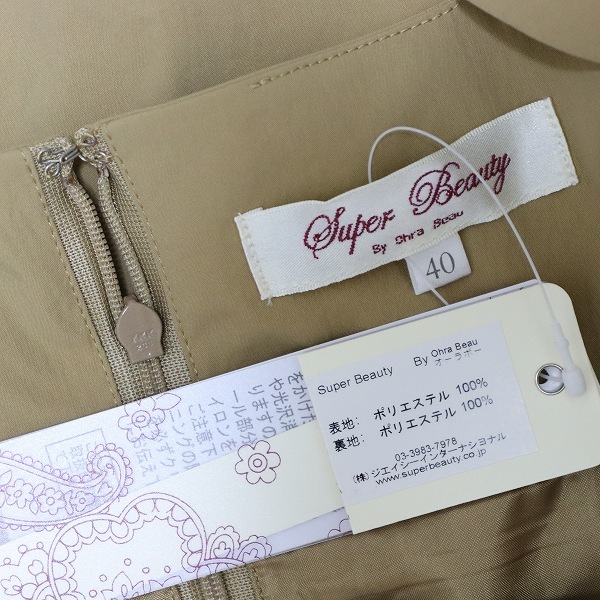 Super Beauty
By Ohra Beau
40
Super Beauty By Ohra Beau
オーラボー
表地: ポリエステル 100%
裏地: ポリエステル 100%
03-3983-7978
(株)ジェイシーインターナショナル
www.superbeauty.co.jp